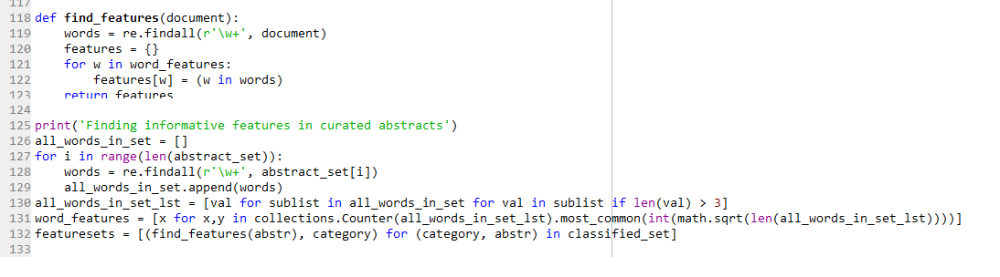 117
118 def find_features(document):
119     words = re.findall(r'\w+', document)
120     features = {}
121     for w in word_features:
122         features[w] = (w in words)
123     return features
124
125 print('Finding informative features in curated abstracts')
126 all_words_in_set = []
127 for i in range(len(abstract_set)):
128     words = re.findall(r'\w+', abstract_set[i])
129     all_words_in_set.append(words)
130 all_words_in_set_lst = [val for sublist in all_words_in_set for val in sublist if len(val) > 3]
131 word_features = [x for x,y in collections.Counter(all_words_in_set_lst).most_common(int(math.sqrt(len(all_words_in_set_lst))))]
132 featuresets = [(find_features(abstr), category) for (category, abstr) in classified_set]
133